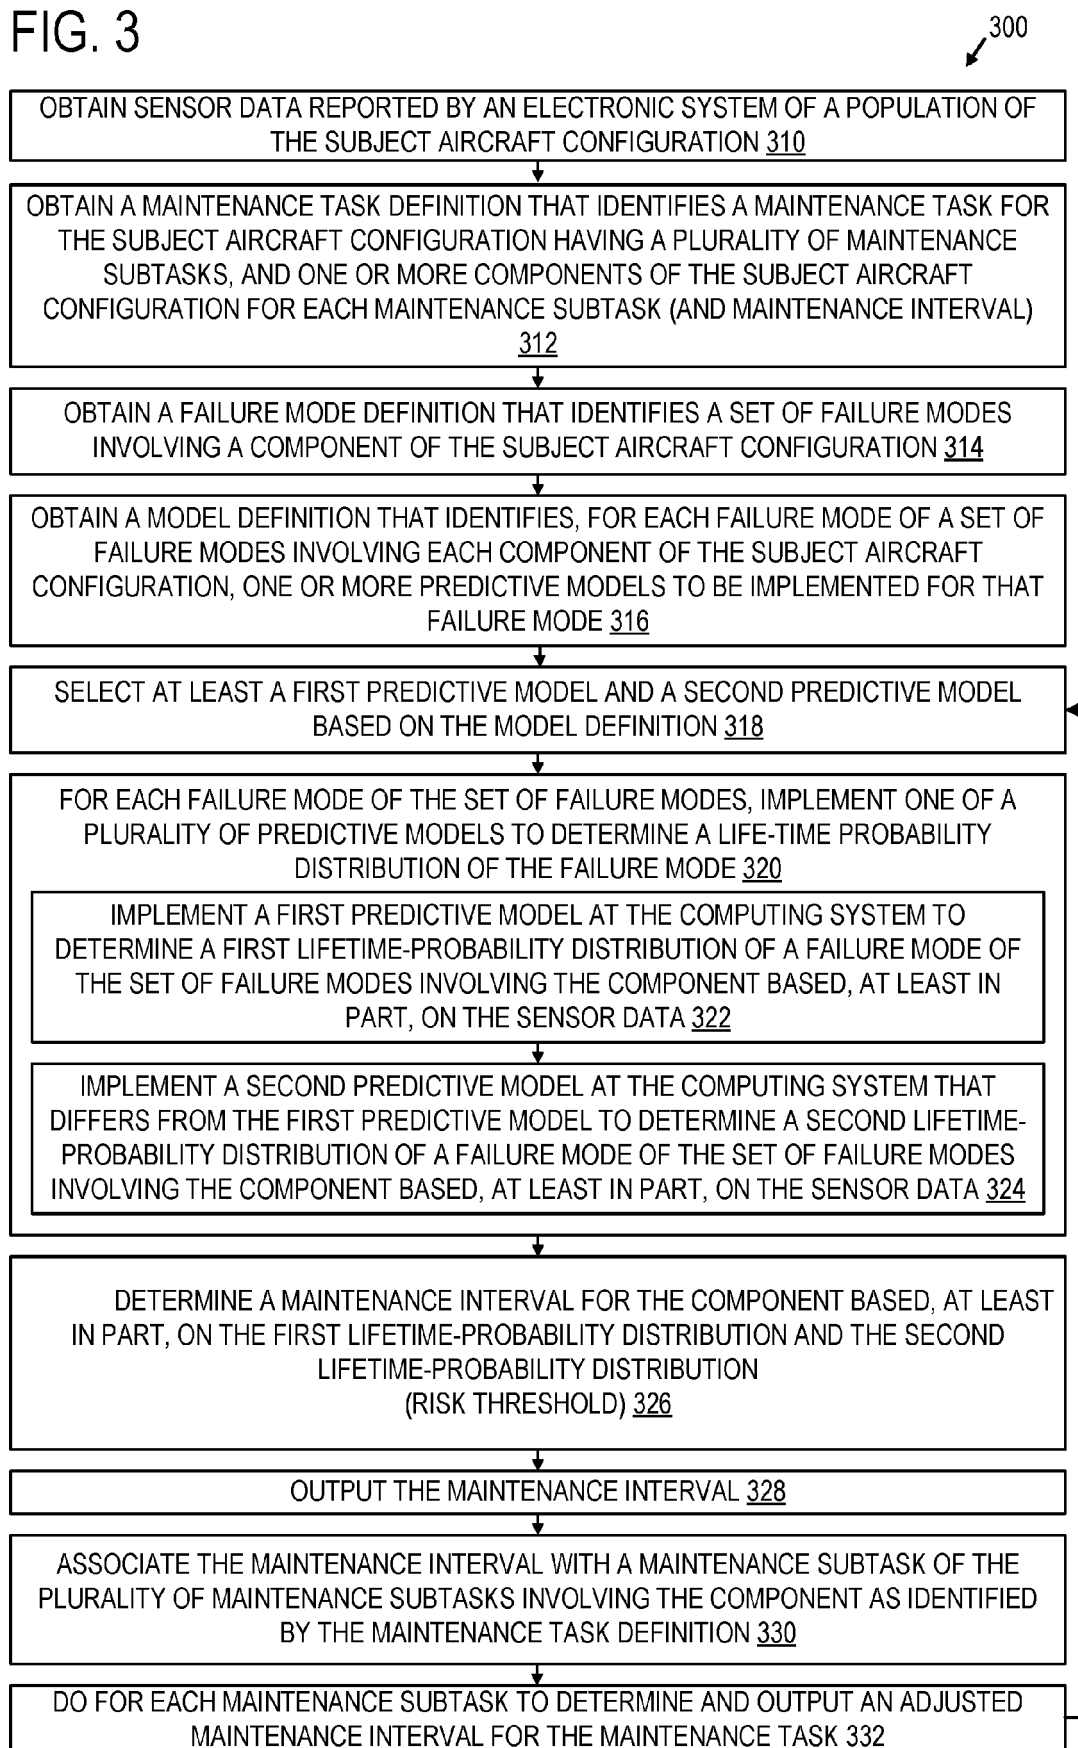 FIG. 3
300
OBTAIN SENSOR DATA REPORTED BY AN ELECTRONIC SYSTEM OF A POPULATION OF
THE SUBJECT AIRCRAFT CONFIGURATION 310
OBTAIN A MAINTENANCE TASK DEFINITION THAT IDENTIFIES A MAINTENANCE TASK FOR
THE SUBJECT AIRCRAFT CONFIGURATION HAVING A PLURALITY OF MAINTENANCE
SUBTASKS, AND ONE OR MORE COMPONENTS OF THE SUBJECT AIRCRAFT
CONFIGURATION FOR EACH MAINTENANCE SUBTASK (AND MAINTENANCE INTERVAL)
312
OBTAIN A FAILURE MODE DEFINITION THAT IDENTIFIES A SET OF FAILURE MODES
INVOLVING A COMPONENT OF THE SUBJECT AIRCRAFT CONFIGURATION 314
OBTAIN A MODEL DEFINITION THAT IDENTIFIES, FOR EACH FAILURE MODE OF A SET OF
FAILURE MODES INVOLVING EACH COMPONENT OF THE SUBJECT AIRCRAFT
CONFIGURATION, ONE OR MORE PREDICTIVE MODELS TO BE IMPLEMENTED FOR THAT
FAILURE MODE 316
SELECT AT LEAST A FIRST PREDICTIVE MODEL AND A SECOND PREDICTIVE MODEL
BASED ON THE MODEL DEFINITION 318
FOR EACH FAILURE MODE OF THE SET OF FAILURE MODES, IMPLEMENT ONE OF A
PLURALITY OF PREDICTIVE MODELS TO DETERMINE A LIFE-TIME PROBABILITY
DISTRIBUTION OF THE FAILURE MODE 320
IMPLEMENT A FIRST PREDICTIVE MODEL AT THE COMPUTING SYSTEM TO
DETERMINE A FIRST LIFETIME-PROBABILITY DISTRIBUTION OF A FAILURE MODE OF
THE SET OF FAILURE MODES INVOLVING THE COMPONENT BASED, AT LEAST IN
PART, ON THE SENSOR DATA 322
IMPLEMENT A SECOND PREDICTIVE MODEL AT THE COMPUTING SYSTEM THAT
DIFFERS FROM THE FIRST PREDICTIVE MODEL TO DETERMINE A SECOND LIFETIME-
PROBABILITY DISTRIBUTION OF A FAILURE MODE OF THE SET OF FAILURE MODES
INVOLVING THE COMPONENT BASED, AT LEAST IN PART, ON THE SENSOR DATA 324
DETERMINE A MAINTENANCE INTERVAL FOR THE COMPONENT BASED, AT LEAST
IN PART, ON THE FIRST LIFETIME-PROBABILITY DISTRIBUTION AND THE SECOND
LIFETIME-PROBABILITY DISTRIBUTION
(RISK THRESHOLD) 326
OUTPUT THE MAINTENANCE INTERVAL 328
ASSOCIATE THE MAINTENANCE INTERVAL WITH A MAINTENANCE SUBTASK OF THE
PLURALITY OF MAINTENANCE SUBTASKS INVOLVING THE COMPONENT AS IDENTIFIED
BY THE MAINTENANCE TASK DEFINITION 330
DO FOR EACH MAINTENANCE SUBTASK TO DETERMINE AND OUTPUT AN ADJUSTED
MAINTENANCE INTERVAL FOR THE MAINTENANCE TASK 332